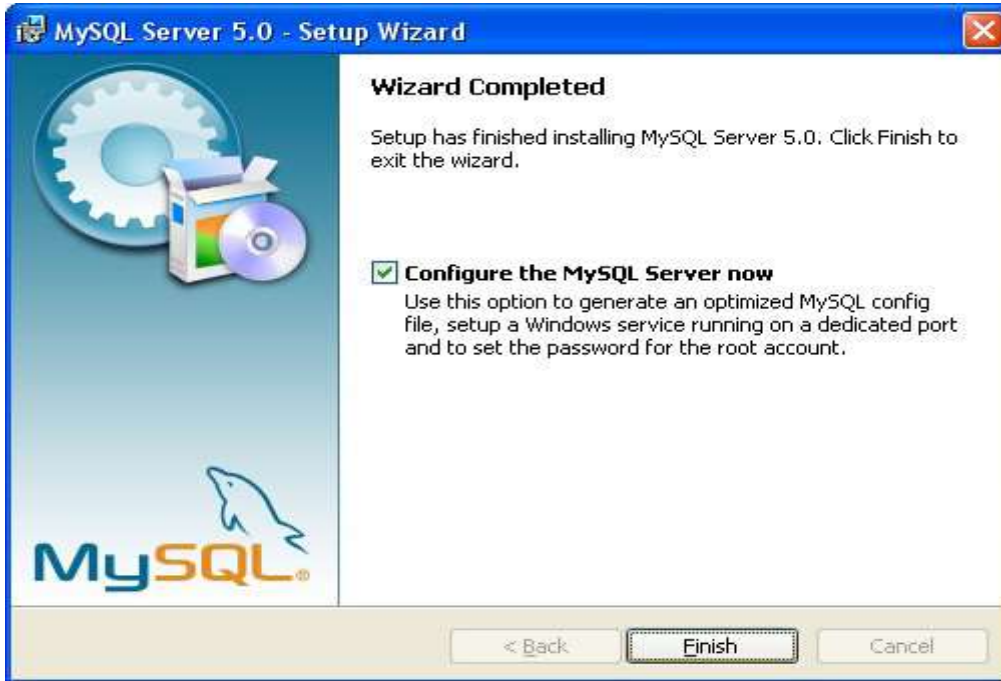 MySQL Server 5.0 - Setup Wizard
Wizard Completed
Setup has finished installing MySQL Server 5.0. Click Finish to
exit the wizard.
Configure the MySQL Server now
Use this option to generate an optimized MySQL config
file, setup a Windows service running on a dedicated port
and to set the password for the root account.
MySQL®
< Back
Finish
Cancel